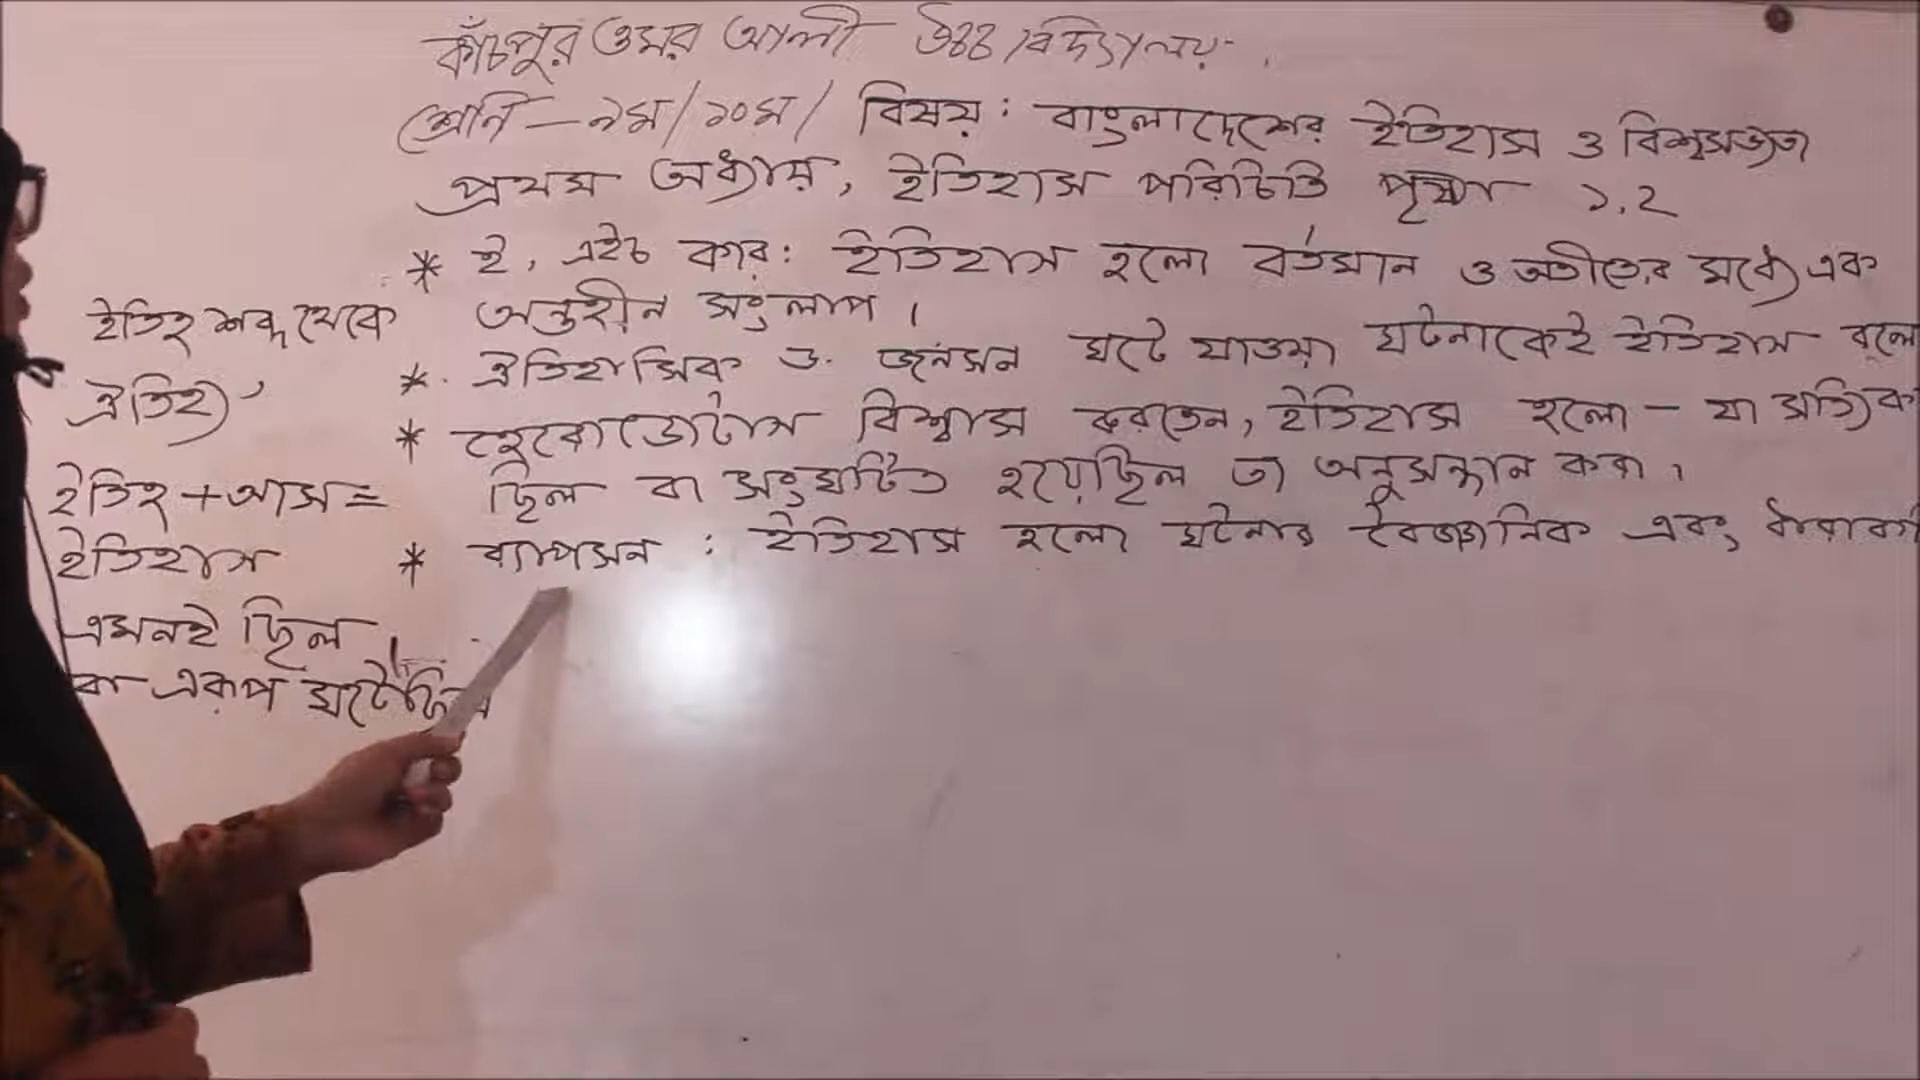 কাঁচপুর ওমর আলী উচ্চ বিদ্যালয়.
শ্রেনি - ৯ম/১০ম/ বিষয়: বাংলাদেশের ইতিহাস ও বিশ্বসভ্যতা
প্রথম অধ্যায়, ইতিহাস পরিচিতি পৃষ্ঠা ১.২
* ই, এইচ কার: ইতিহাস হলো বর্তমান ও অতীতের মধ্যে এক
অন্তহীন সংলাপ।
* ঐতিহাসিক ড. জনসন ঘটে যাওয়া ঘটনাকেই ইতিহাস বলে
* হেরোডোটাস বিশ্বাস করতেন, ইতিহাস হলো - যা সত্যিকা
ছিল বা সংঘটিত হয়েছিল তা অনুসন্ধান করা।
* র‍্যাপসন: ইতিহাস হলো ঘটনার বৈজ্ঞানিক এবং ধারাবা
ইতিহ শব্দ থেকে
ঐতিহ্য
ইতিহ + আস =
ইতিহাস
এমনই ছিল
বা এরূপ ঘটেছিল